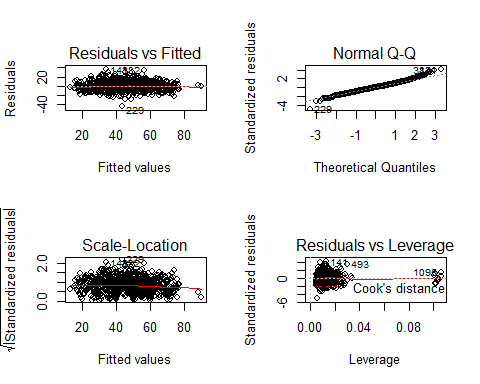 Residuals vs Fitted
Residuals
-40
20
229
20 40 60 80
Fitted values
Normal Q-Q
Standardized residuals
-4
2
229
-3 -2 -1 0 1 2 3
Theoretical Quantiles
Scale-Location
√|Standardized residuals|
0.0
2.0
20 40 60 80
Fitted values
Residuals vs Leverage
Standardized residuals
-6
0
141
493
Cook's distance
0.00 0.04 0.08
Leverage